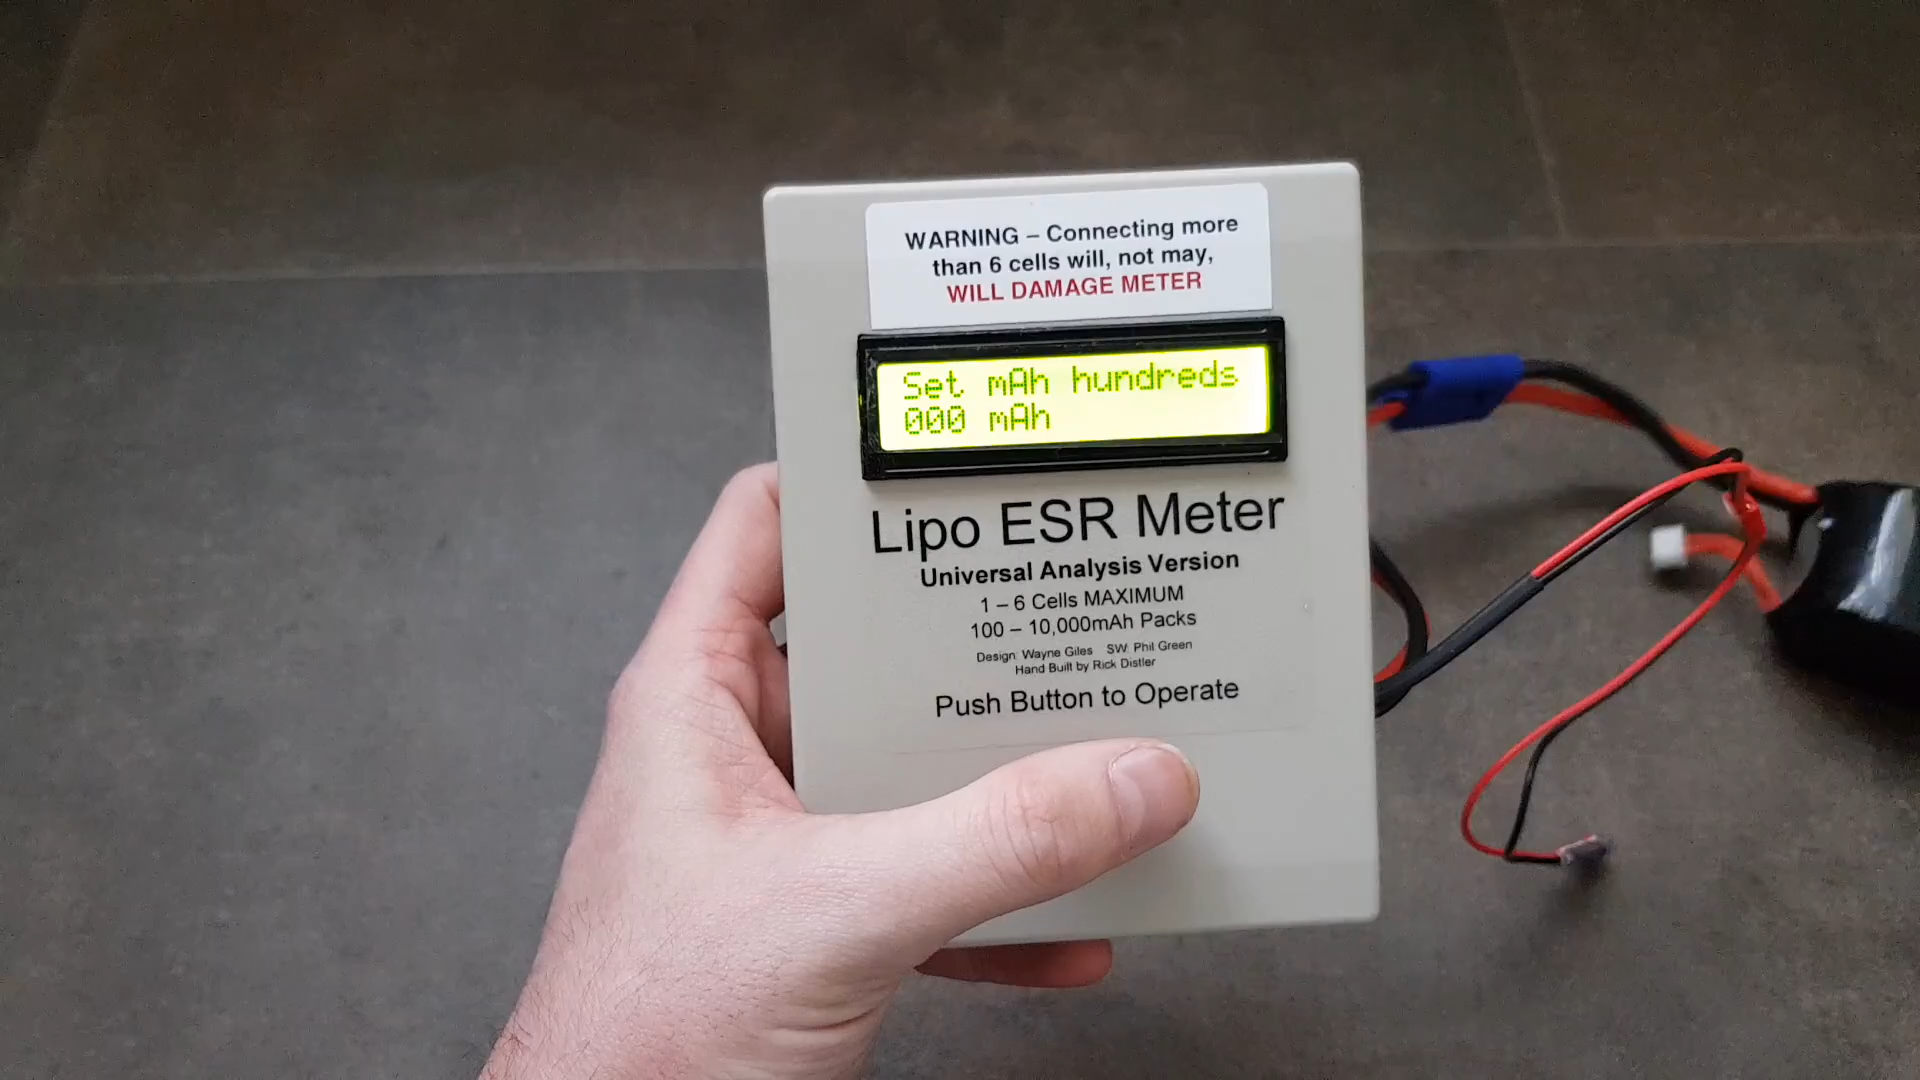 WARNING – Connecting more
than 6 cells will, not may,
WILL DAMAGE METER
Set mAh hundreds
000 mAh
Lipo ESR Meter
Universal Analysis Version
1 – 6 Cells MAXIMUM
100 – 10,000mAh Packs
Design: Wayne Giles SW: Phil Green
Hand Built by Rick Distler
Push Button to Operate